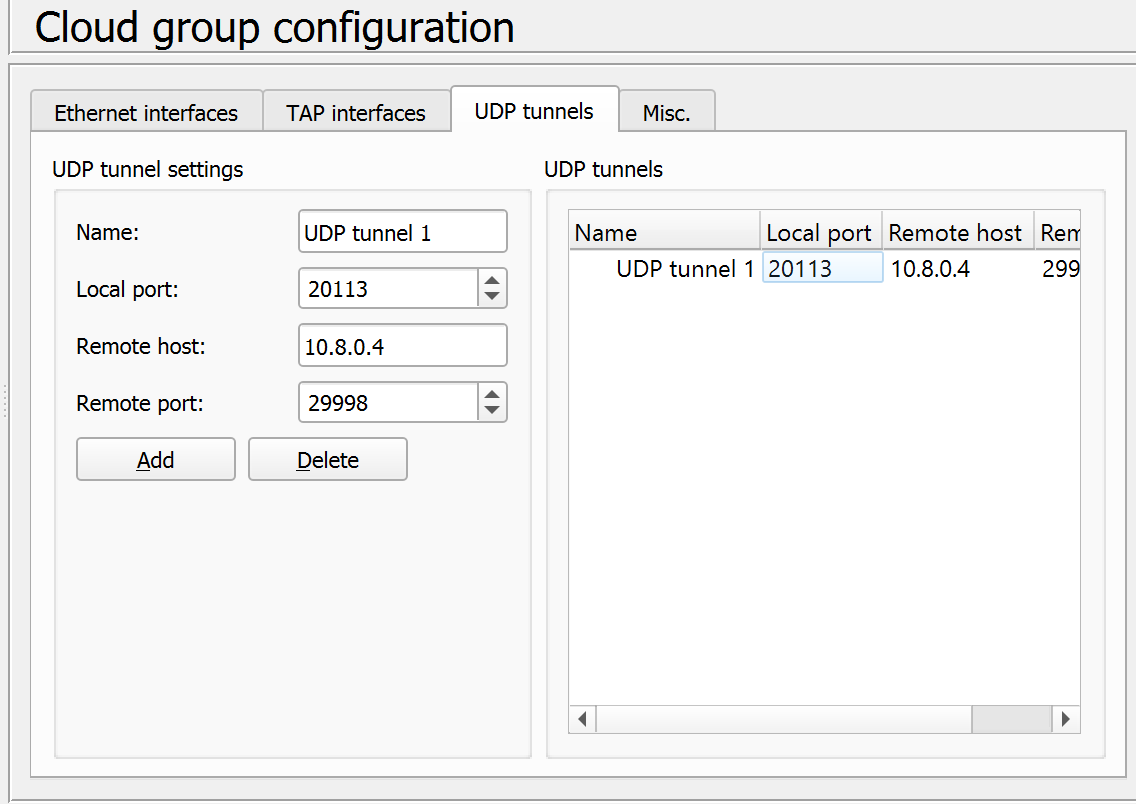 Cloud group configuration
Ethernet interfaces TAP interfaces UDP tunnels Misc.
UDP tunnel settings
Name: UDP tunnel 1
Local port: 20113
Remote host: 10.8.0.4
Remote port: 29998
Add Delete
UDP tunnels
Name Local port Remote host Rem
UDP tunnel 1 20113 10.8.0.4 299